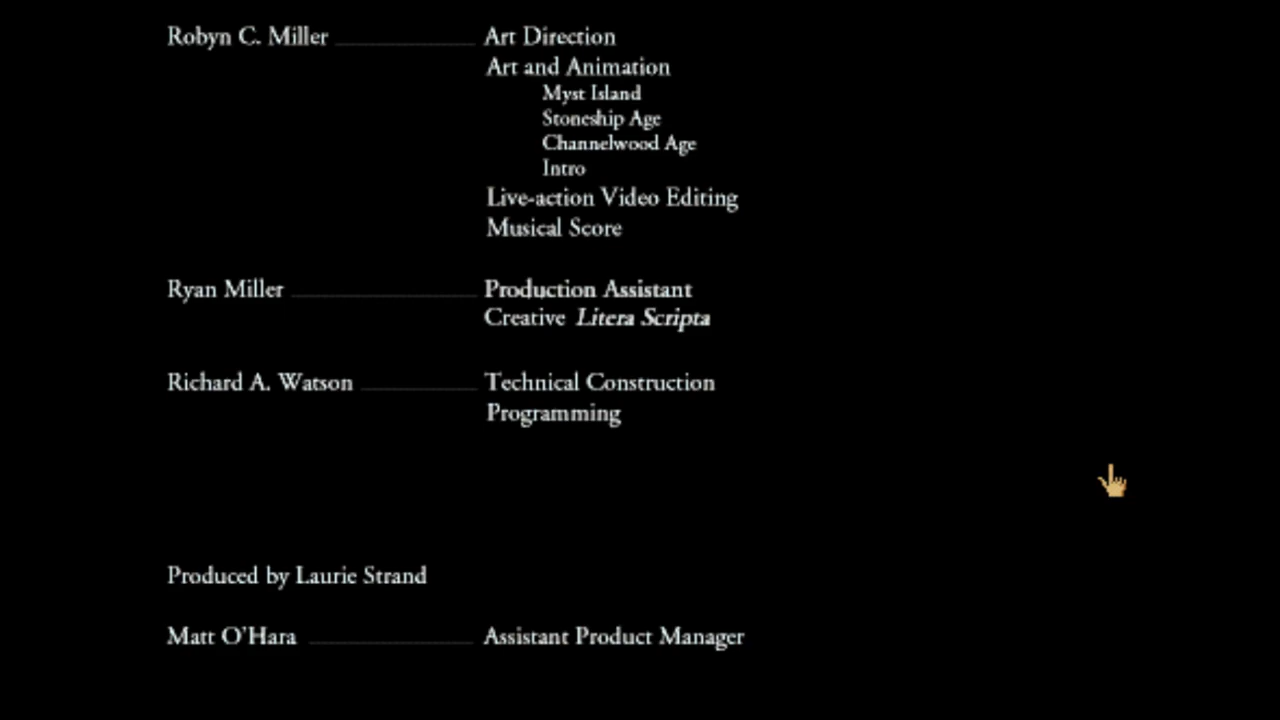 Robyn C. Miller Art Direction
Art and Animation
Myst Island
Stoneship Age
Channelwood Age
Intro
Live-action Video Editing
Musical Score
Ryan Miller Production Assistant
Creative Litera Scripta
Richard A. Watson Technical Construction
Programming
Produced by Laurie Strand
Matt O’Hara Assistant Product Manager